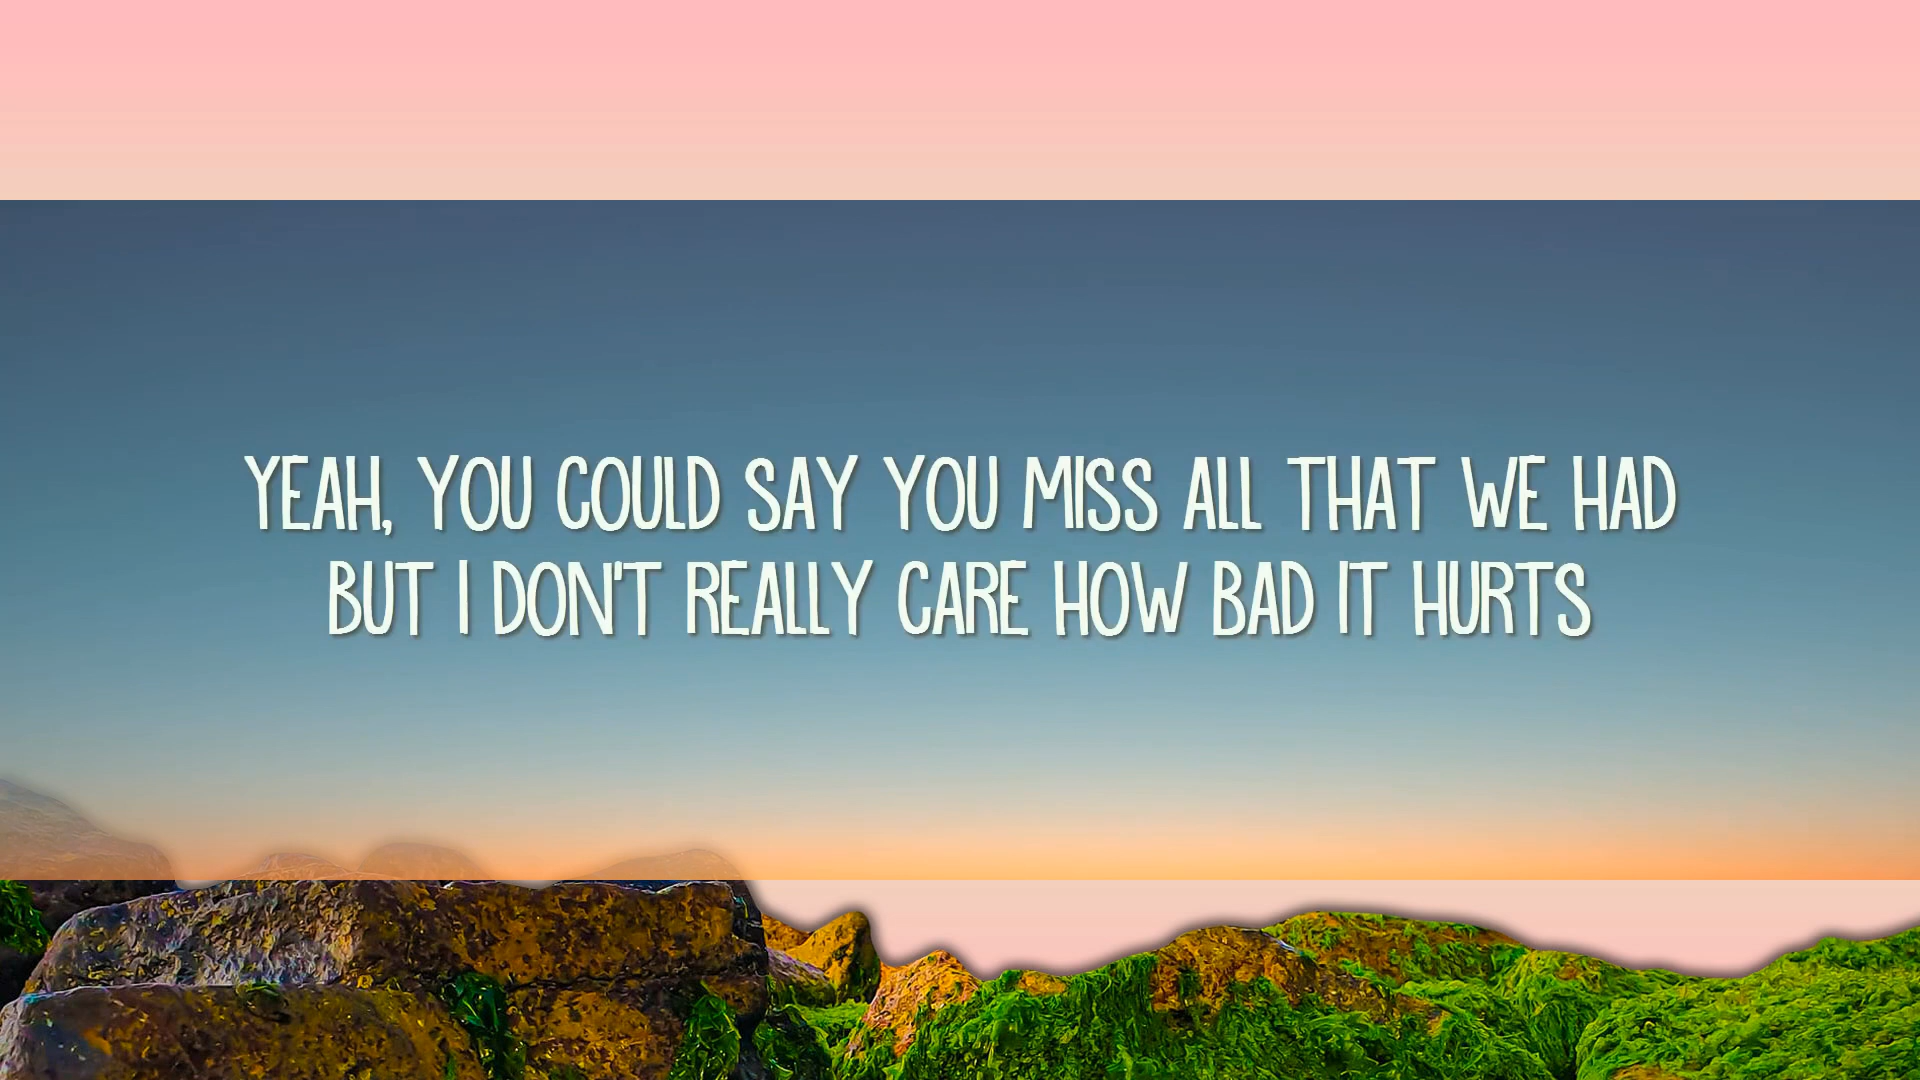 YEAH, YOU COULD SAY YOU MISS ALL THAT WE HAD
BUT I DON'T REALLY CARE HOW BAD IT HURTS